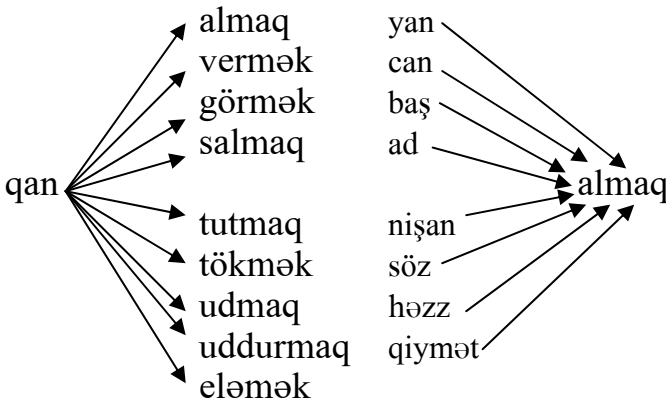 almaq
vermək
görmək
salmaq
qan
tutmaq
tökmək
udmaq
uddurmaq
eləmək
yan
can
baş
ad
almaq
nişan
söz
həzz
qiymət